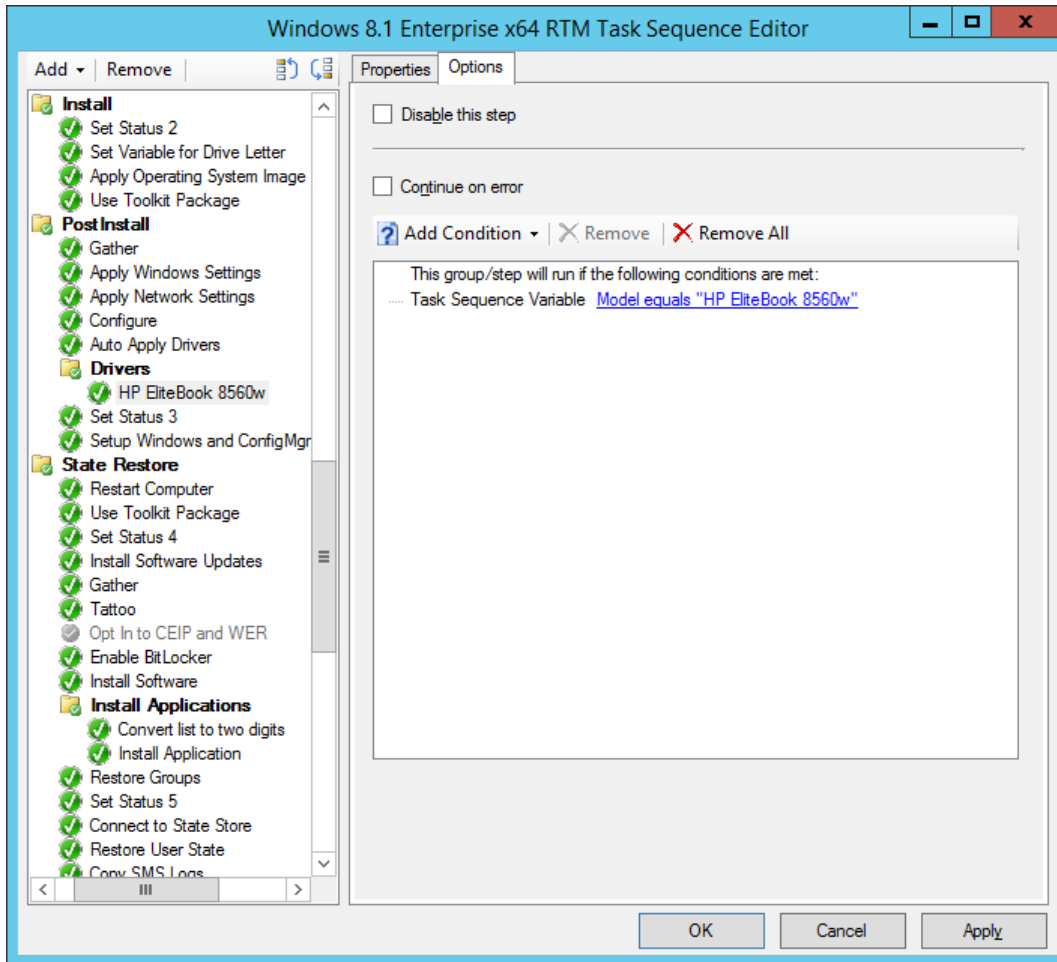 Windows 8.1 Enterprise x64 RTM Task Sequence Editor
Add
Remove
Install
Set Status 2
Set Variable for Drive Letter
Apply Operating System Image
Use Toolkit Package
PostInstall
Gather
Apply Windows Settings
Apply Network Settings
Configure
Auto Apply Drivers
Drivers
HP EliteBook 8560w
Set Status 3
Setup Windows and ConfigMgr
State Restore
Restart Computer
Use Toolkit Package
Set Status 4
Install Software Updates
Gather
Tattoo
Opt In to CEIP and WER
Enable BitLocker
Install Software
Install Applications
Convert list to two digits
Install Application
Restore Groups
Set Status 5
Connect to State Store
Restore User State
Copy SMS Logs
Properties
Options
Disable this step
Continue on error
Add Condition
Remove
Remove All
This group/step will run if the following conditions are met:
Task Sequence Variable Model equals "HP EliteBook 8560w"
OK
Cancel
Apply